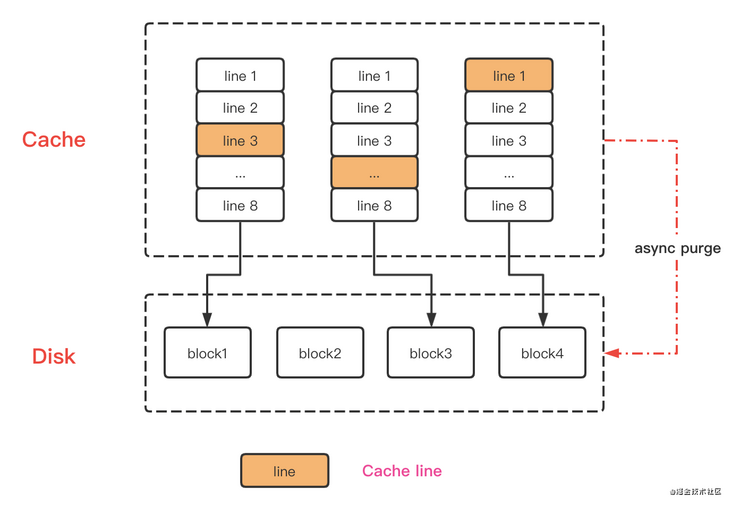 line 1 line 1 line 1
line 2 line 2 line 2
Cache line 3 line 3 line 3
... ... ...
line 8 line 8 line 8
async purge
Disk block1 block2 block3 block4
line Cache line
@掘金技术社区